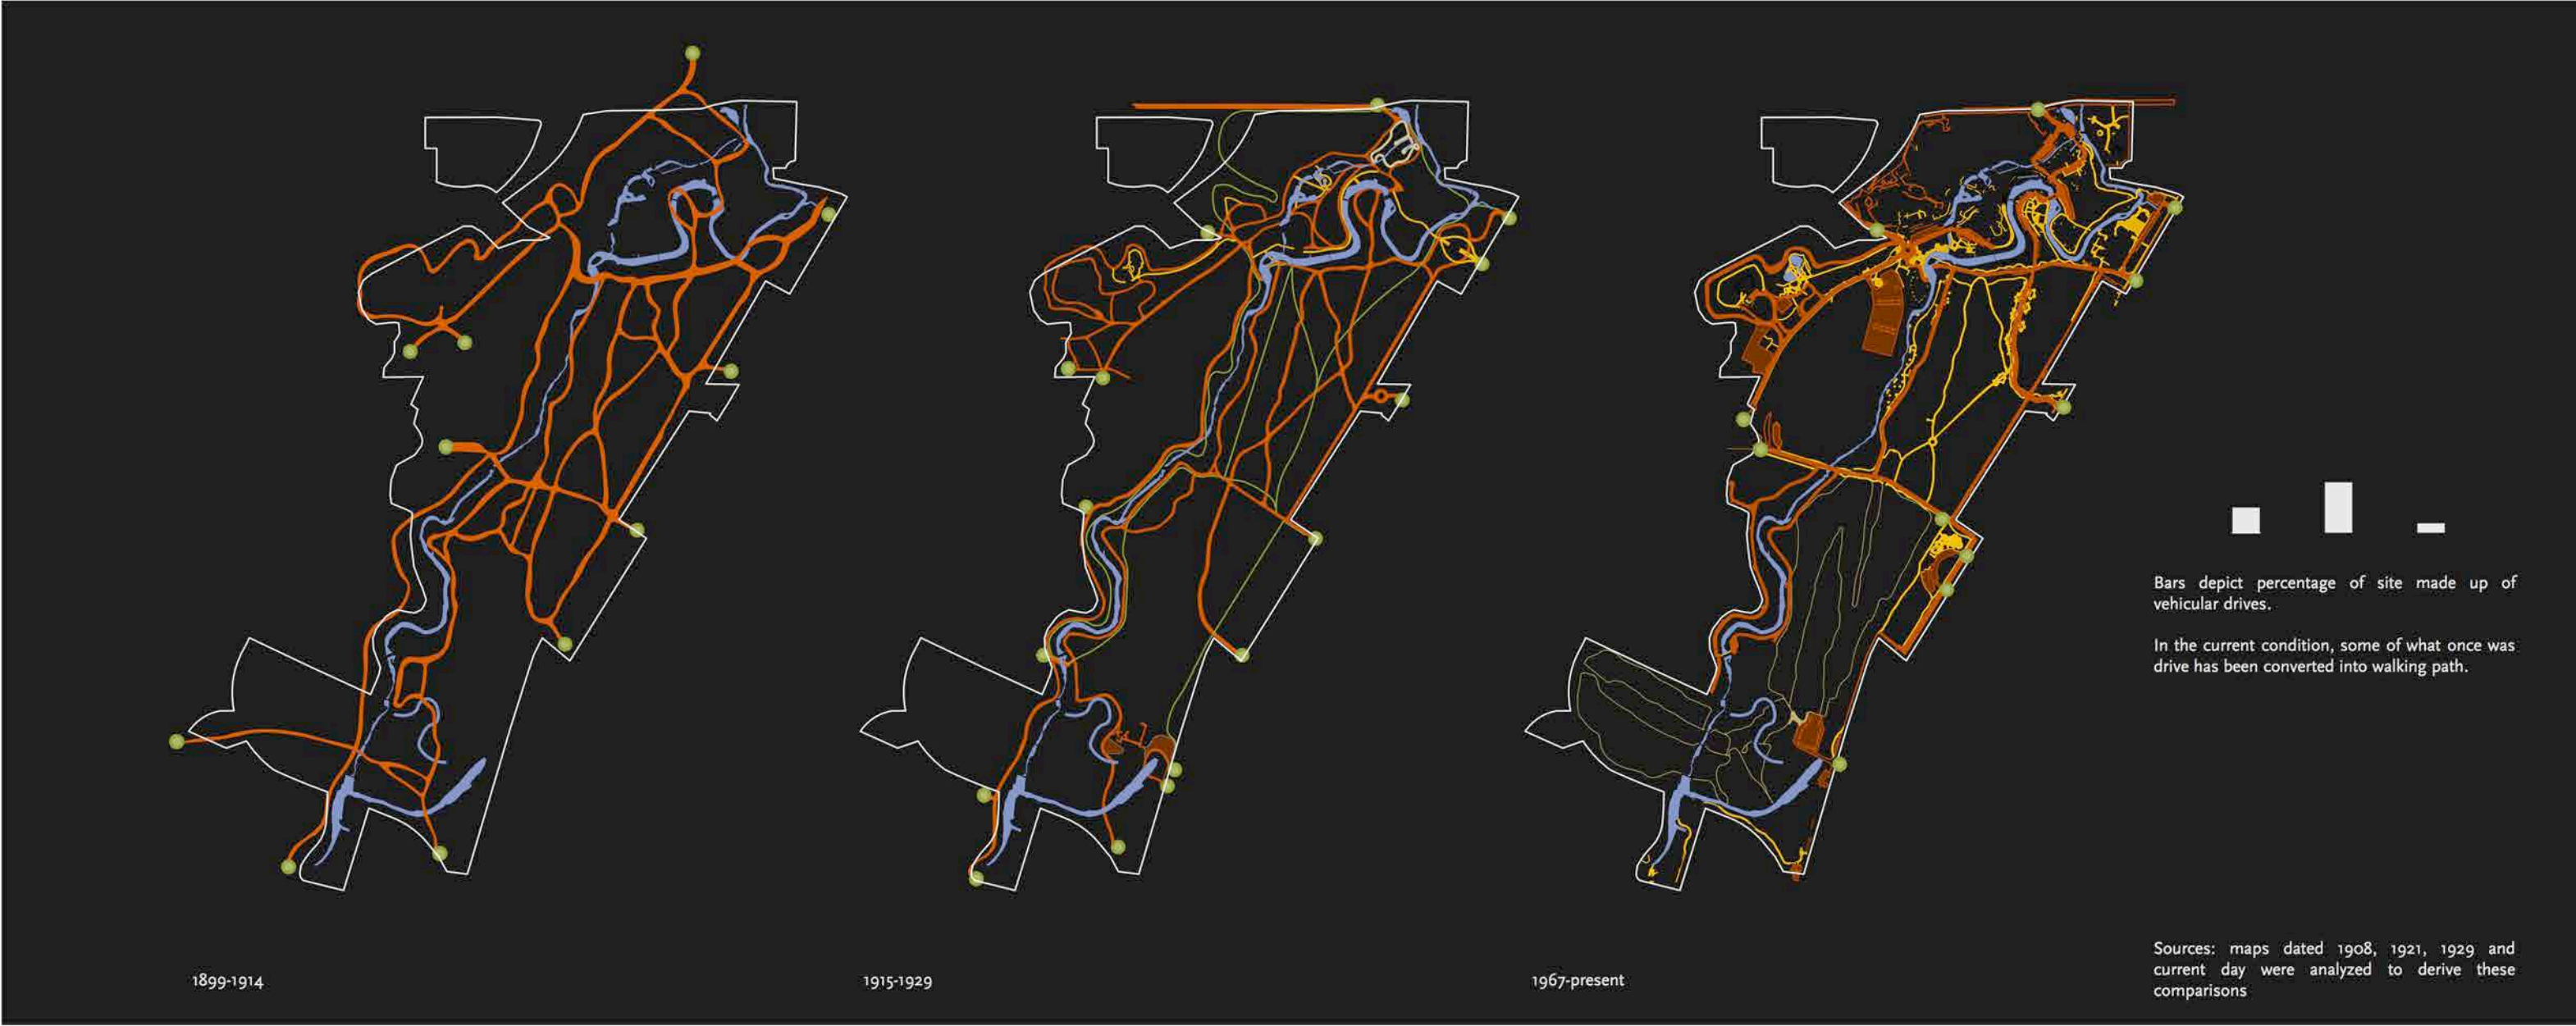 Bars depict percentage of site made up of
vehicular drives.
In the current condition, some of what once was
drive has been converted into walking path.
1899-1914
1915-1929
1967-present
Sources: maps dated 1908, 1921, 1929 and
current day were analyzed to derive these
comparisons